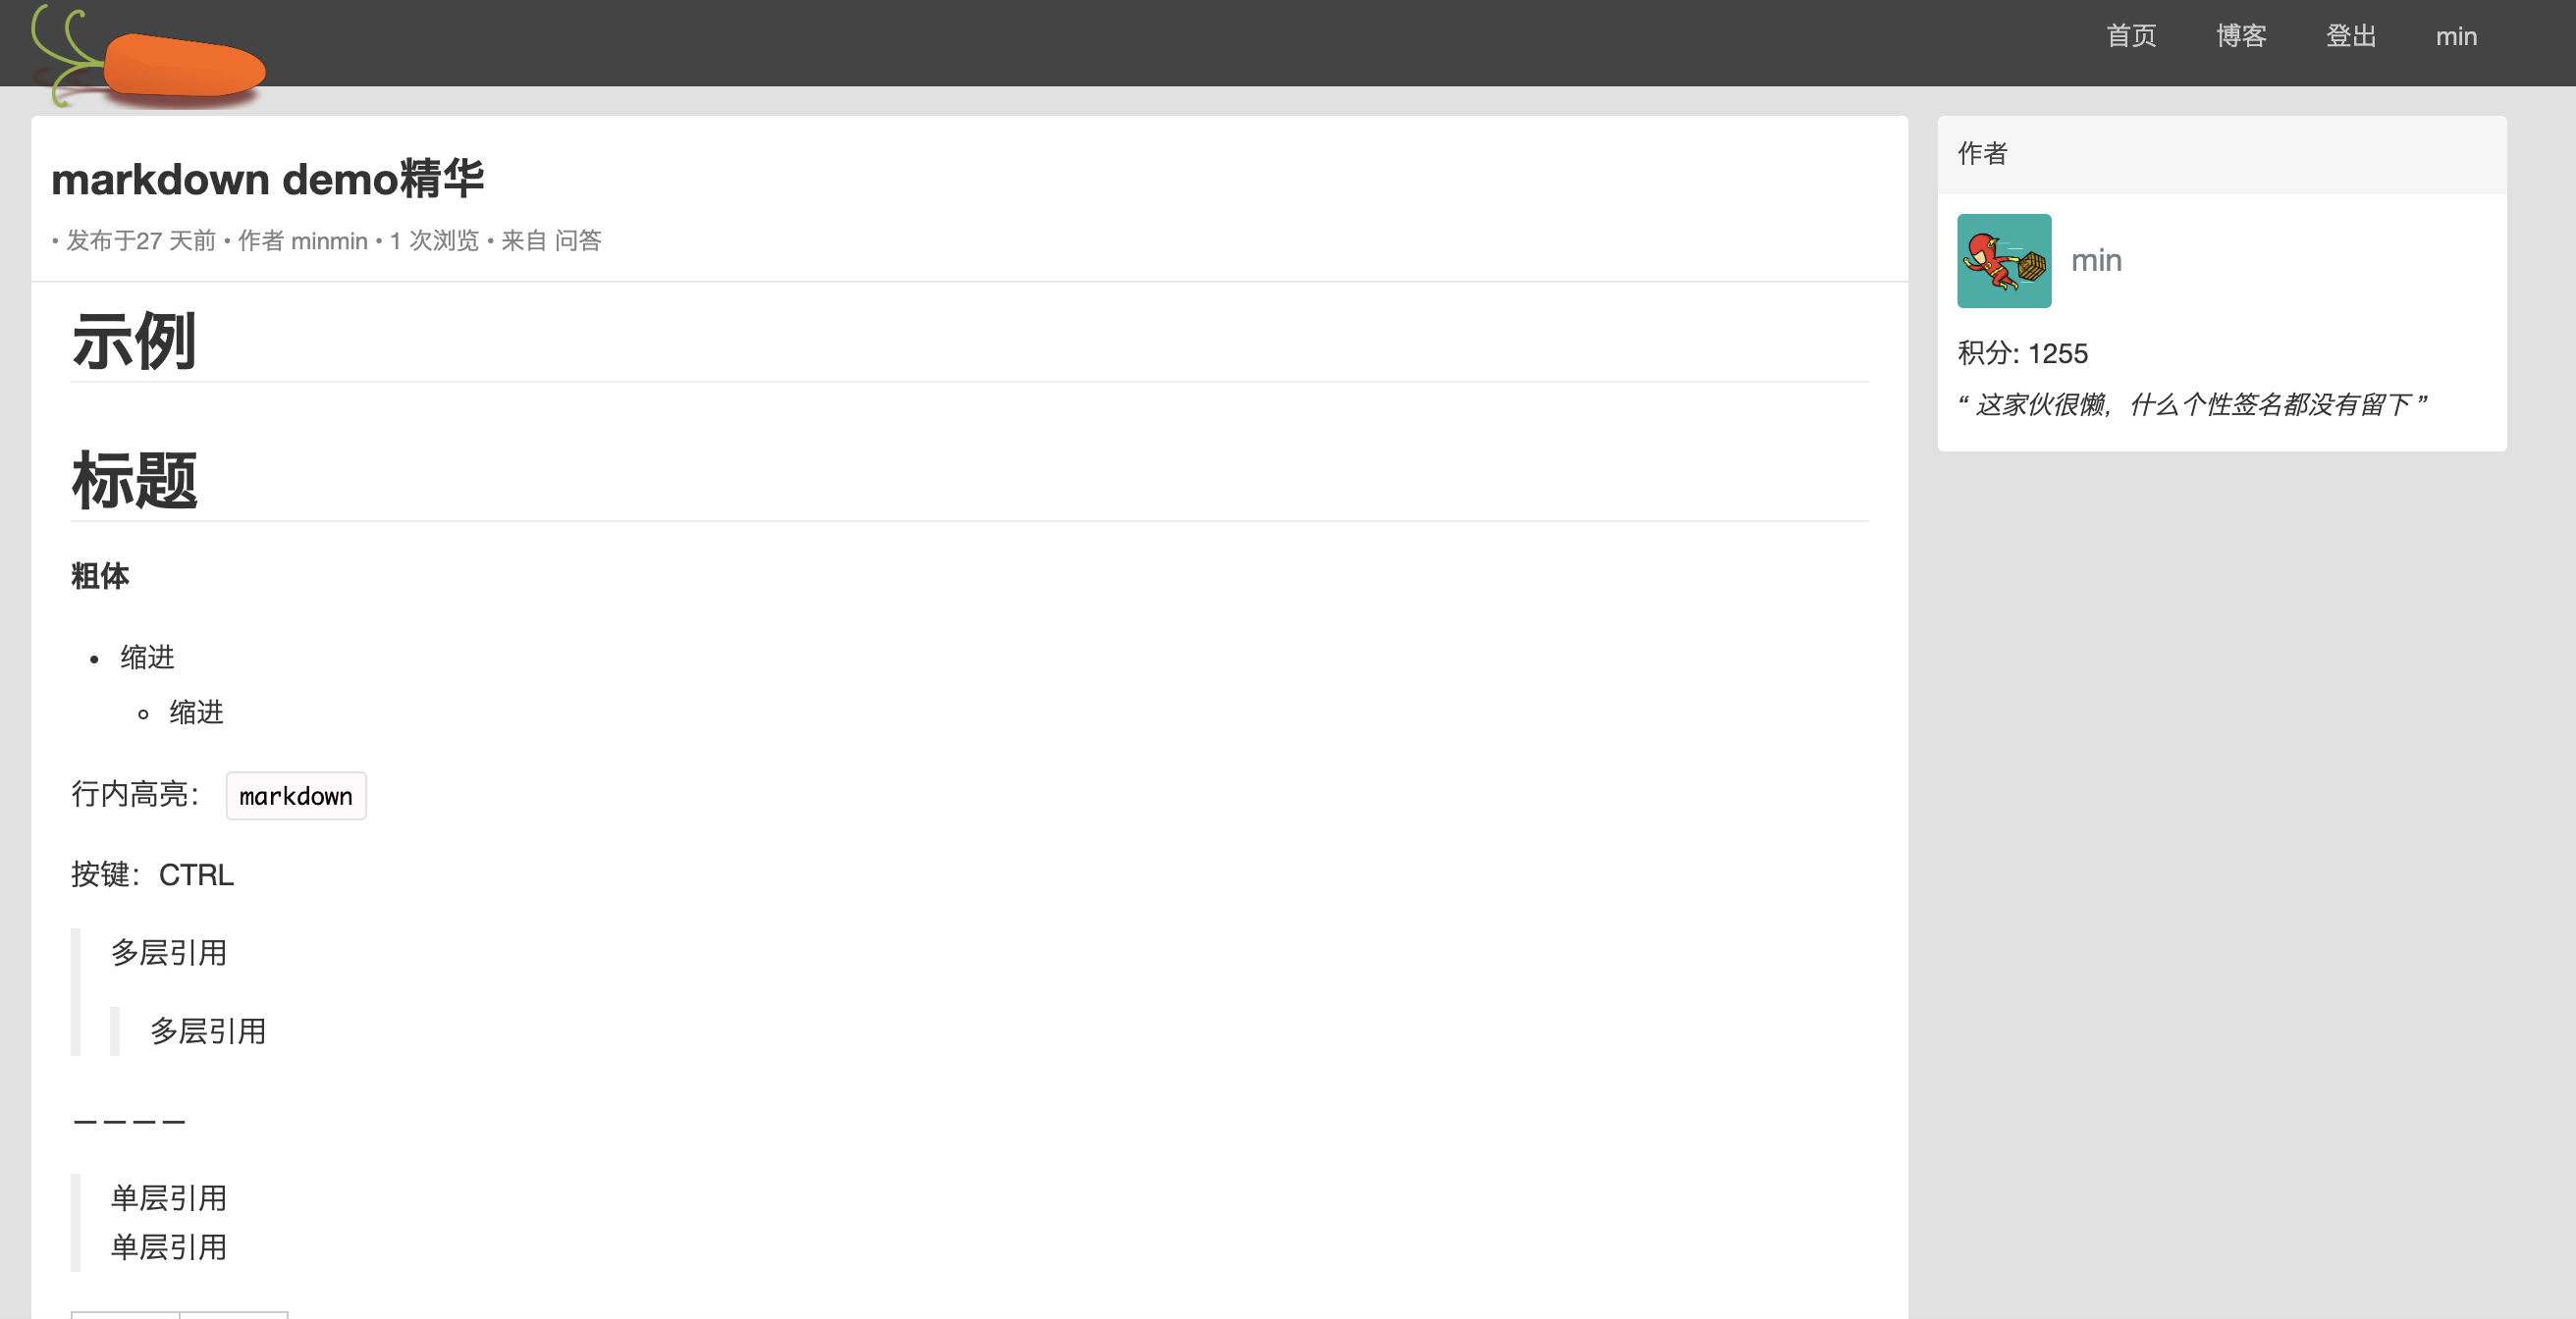 首页 博客 登出 min
markdown demo精华
• 发布于27 天前 • 作者 minmin • 1 次浏览 • 来自 问答
示例
标题
粗体
• 缩进
◦ 缩进
行内高亮： markdown
按键：CTRL
多层引用
多层引用
————
单层引用
单层引用
作者
min
积分: 1255
“ 这家伙很懒，什么个性签名都没有留下 ”